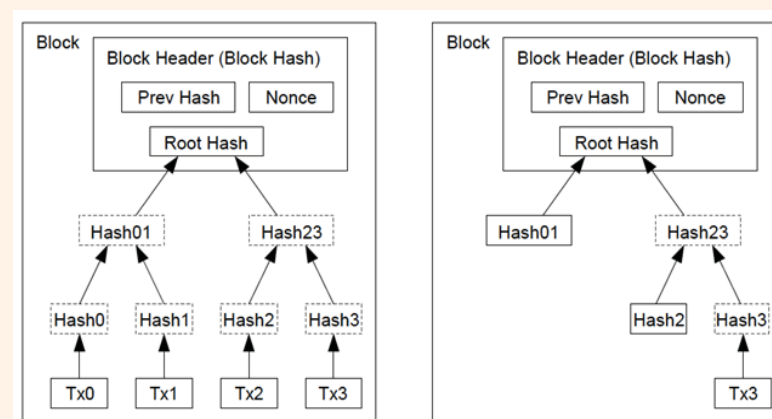 Block
Block Header (Block Hash)
Prev Hash
Nonce
Root Hash
Hash01
Hash23
Hash0
Hash1
Hash2
Hash3
Tx0
Tx1
Tx2
Tx3
Block
Block Header (Block Hash)
Prev Hash
Nonce
Root Hash
Hash01
Hash23
Hash2
Hash3
Tx3